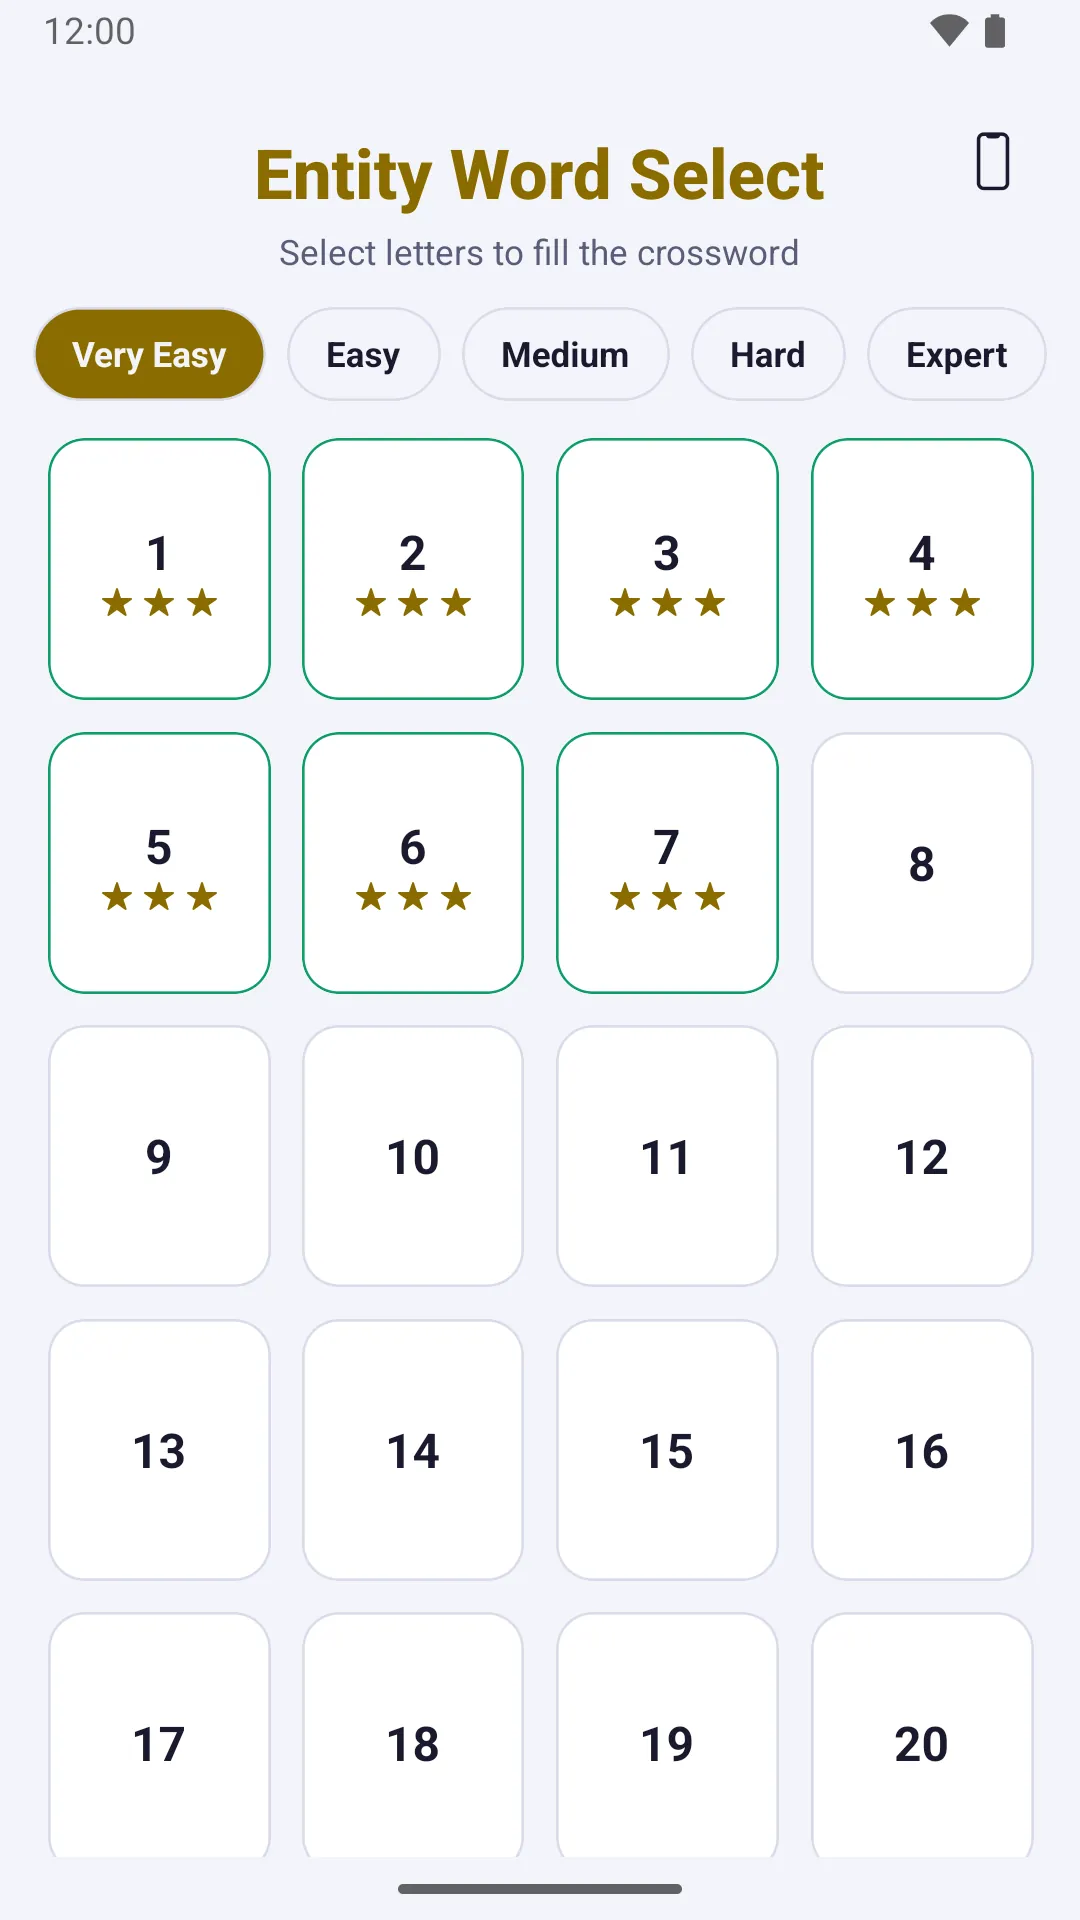 12:00
Entity Word Select
Select letters to fill the crossword
Very Easy Easy Medium Hard Expert
1 2 3 4
★★★ ★★★ ★★★ ★★★
5 6 7 8
★★★ ★★★ ★★★
9 10 11 12
13 14 15 16
17 18 19 20